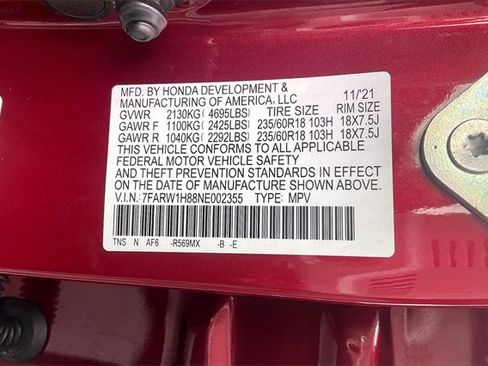 MFD. BY HONDA DEVELOPMENT & 11/'21
MANUFACTURING OF AMERICA, LLC
GVWR 2130KG( 4695LBS) TIRE SIZE RIM SIZE
GAWR F 1100KG( 2425LBS) 235/60R18 103H 18X7.5J
GAWR R 1040KG( 2292LBS) 235/60R18 103H 18X7.5J
THIS VEHICLE CONFORMS TO ALL APPLICABLE
FEDERAL MOTOR VEHICLE SAFETY
AND THEFT PREVENTION STANDARDS IN EFFECT
ON THE DATE OF MANUFACTURE SHOWN ABOVE.
V.I.N.: 7FARW1H88NE002355 TYPE: MPV
TNS N AF6 -R569MX -B -E